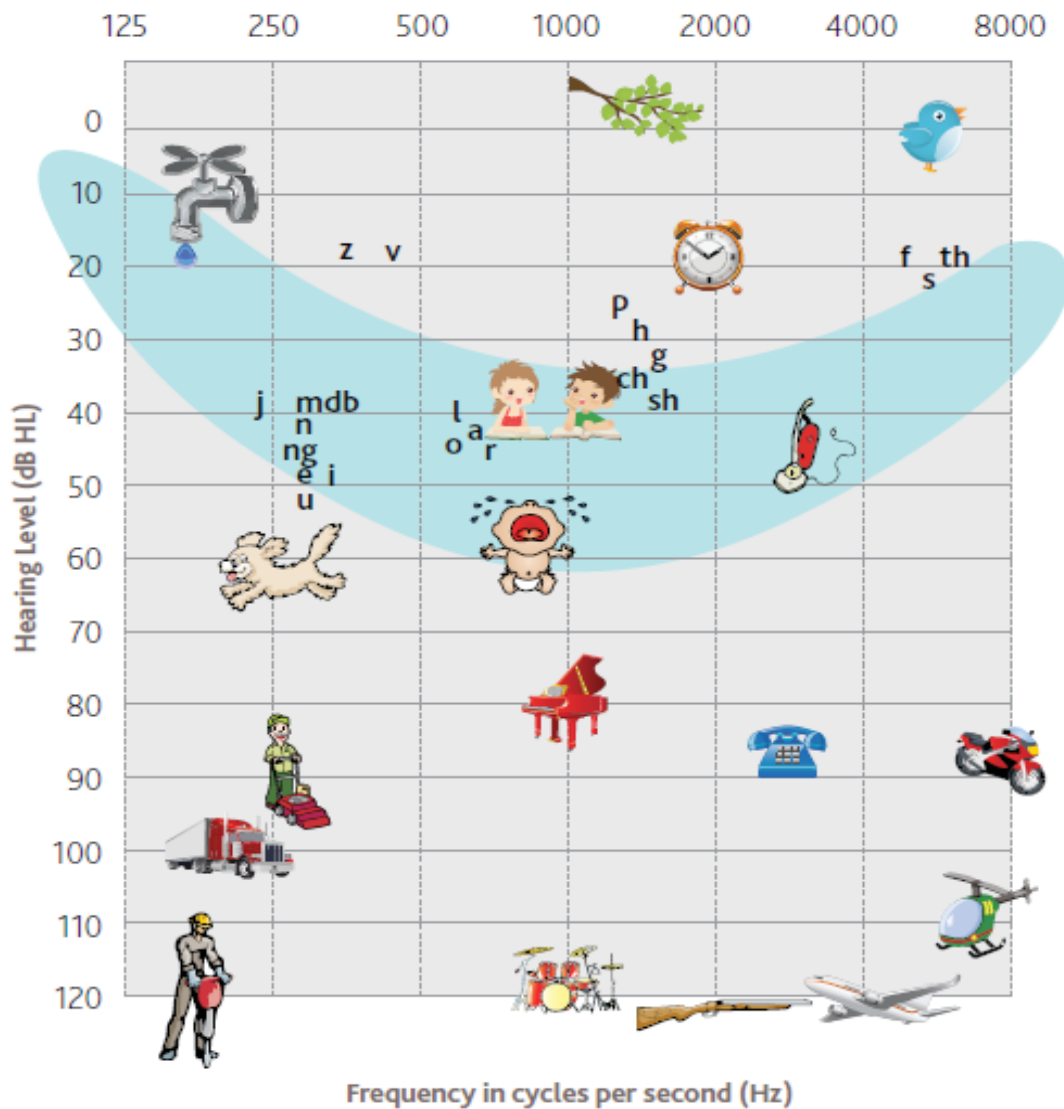 125 250 500 1000 2000 4000 8000
0
10
z v f th
20 s
p
30 h
g
ch
j mdb l sh
40 n a
o
ng r
e i
50 u
60
70
80
90
100
110
120
Hearing Level (dB HL)
Frequency in cycles per second (Hz)